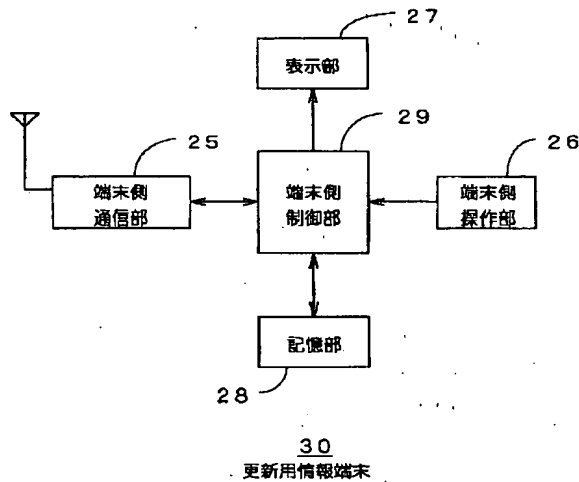 27
表示部
29
25
26
端末側
通信部
端末側
制御部
端末側
操作部
記憶部
28
30
更新用情報端末